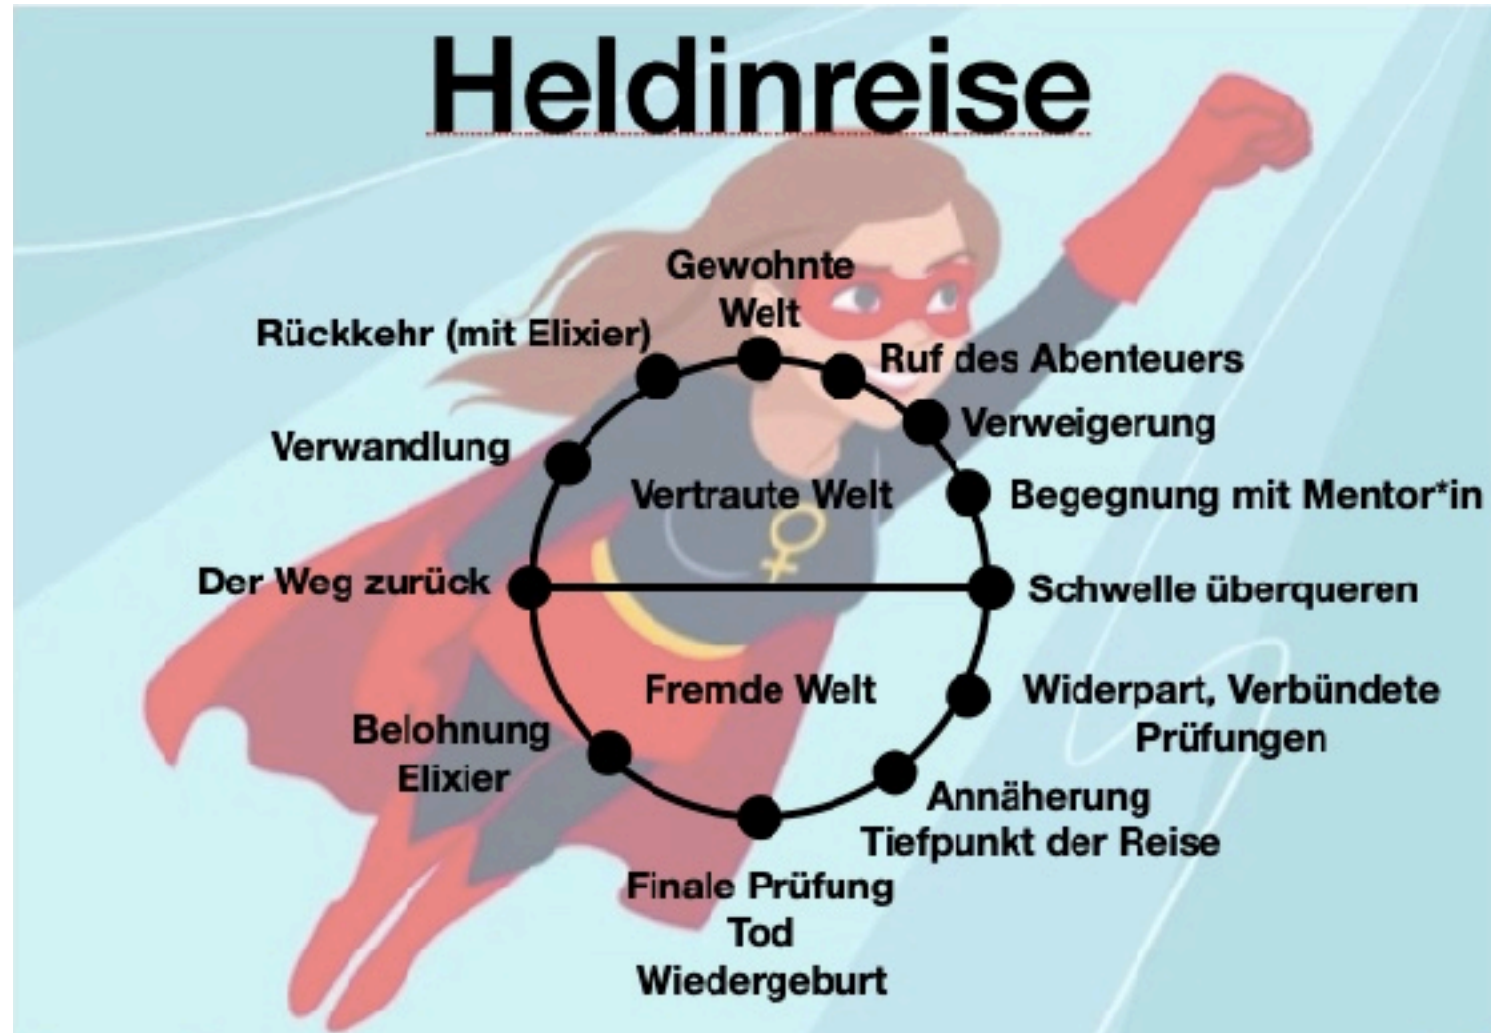 Heldinreise
Gewohnte
Welt
Rückkehr (mit Elixier)
Ruf des Abenteuers
Verweigerung
Verwandlung
Vertraute Welt
Begegnung mit Mentor*in
Der Weg zurück
Schwelle überqueren
Fremde Welt
Widerpart, Verbündete
Prüfungen
Belohnung
Elixier
Annäherung
Tiefpunkt der Reise
Finale Prüfung
Tod
Wiedergeburt